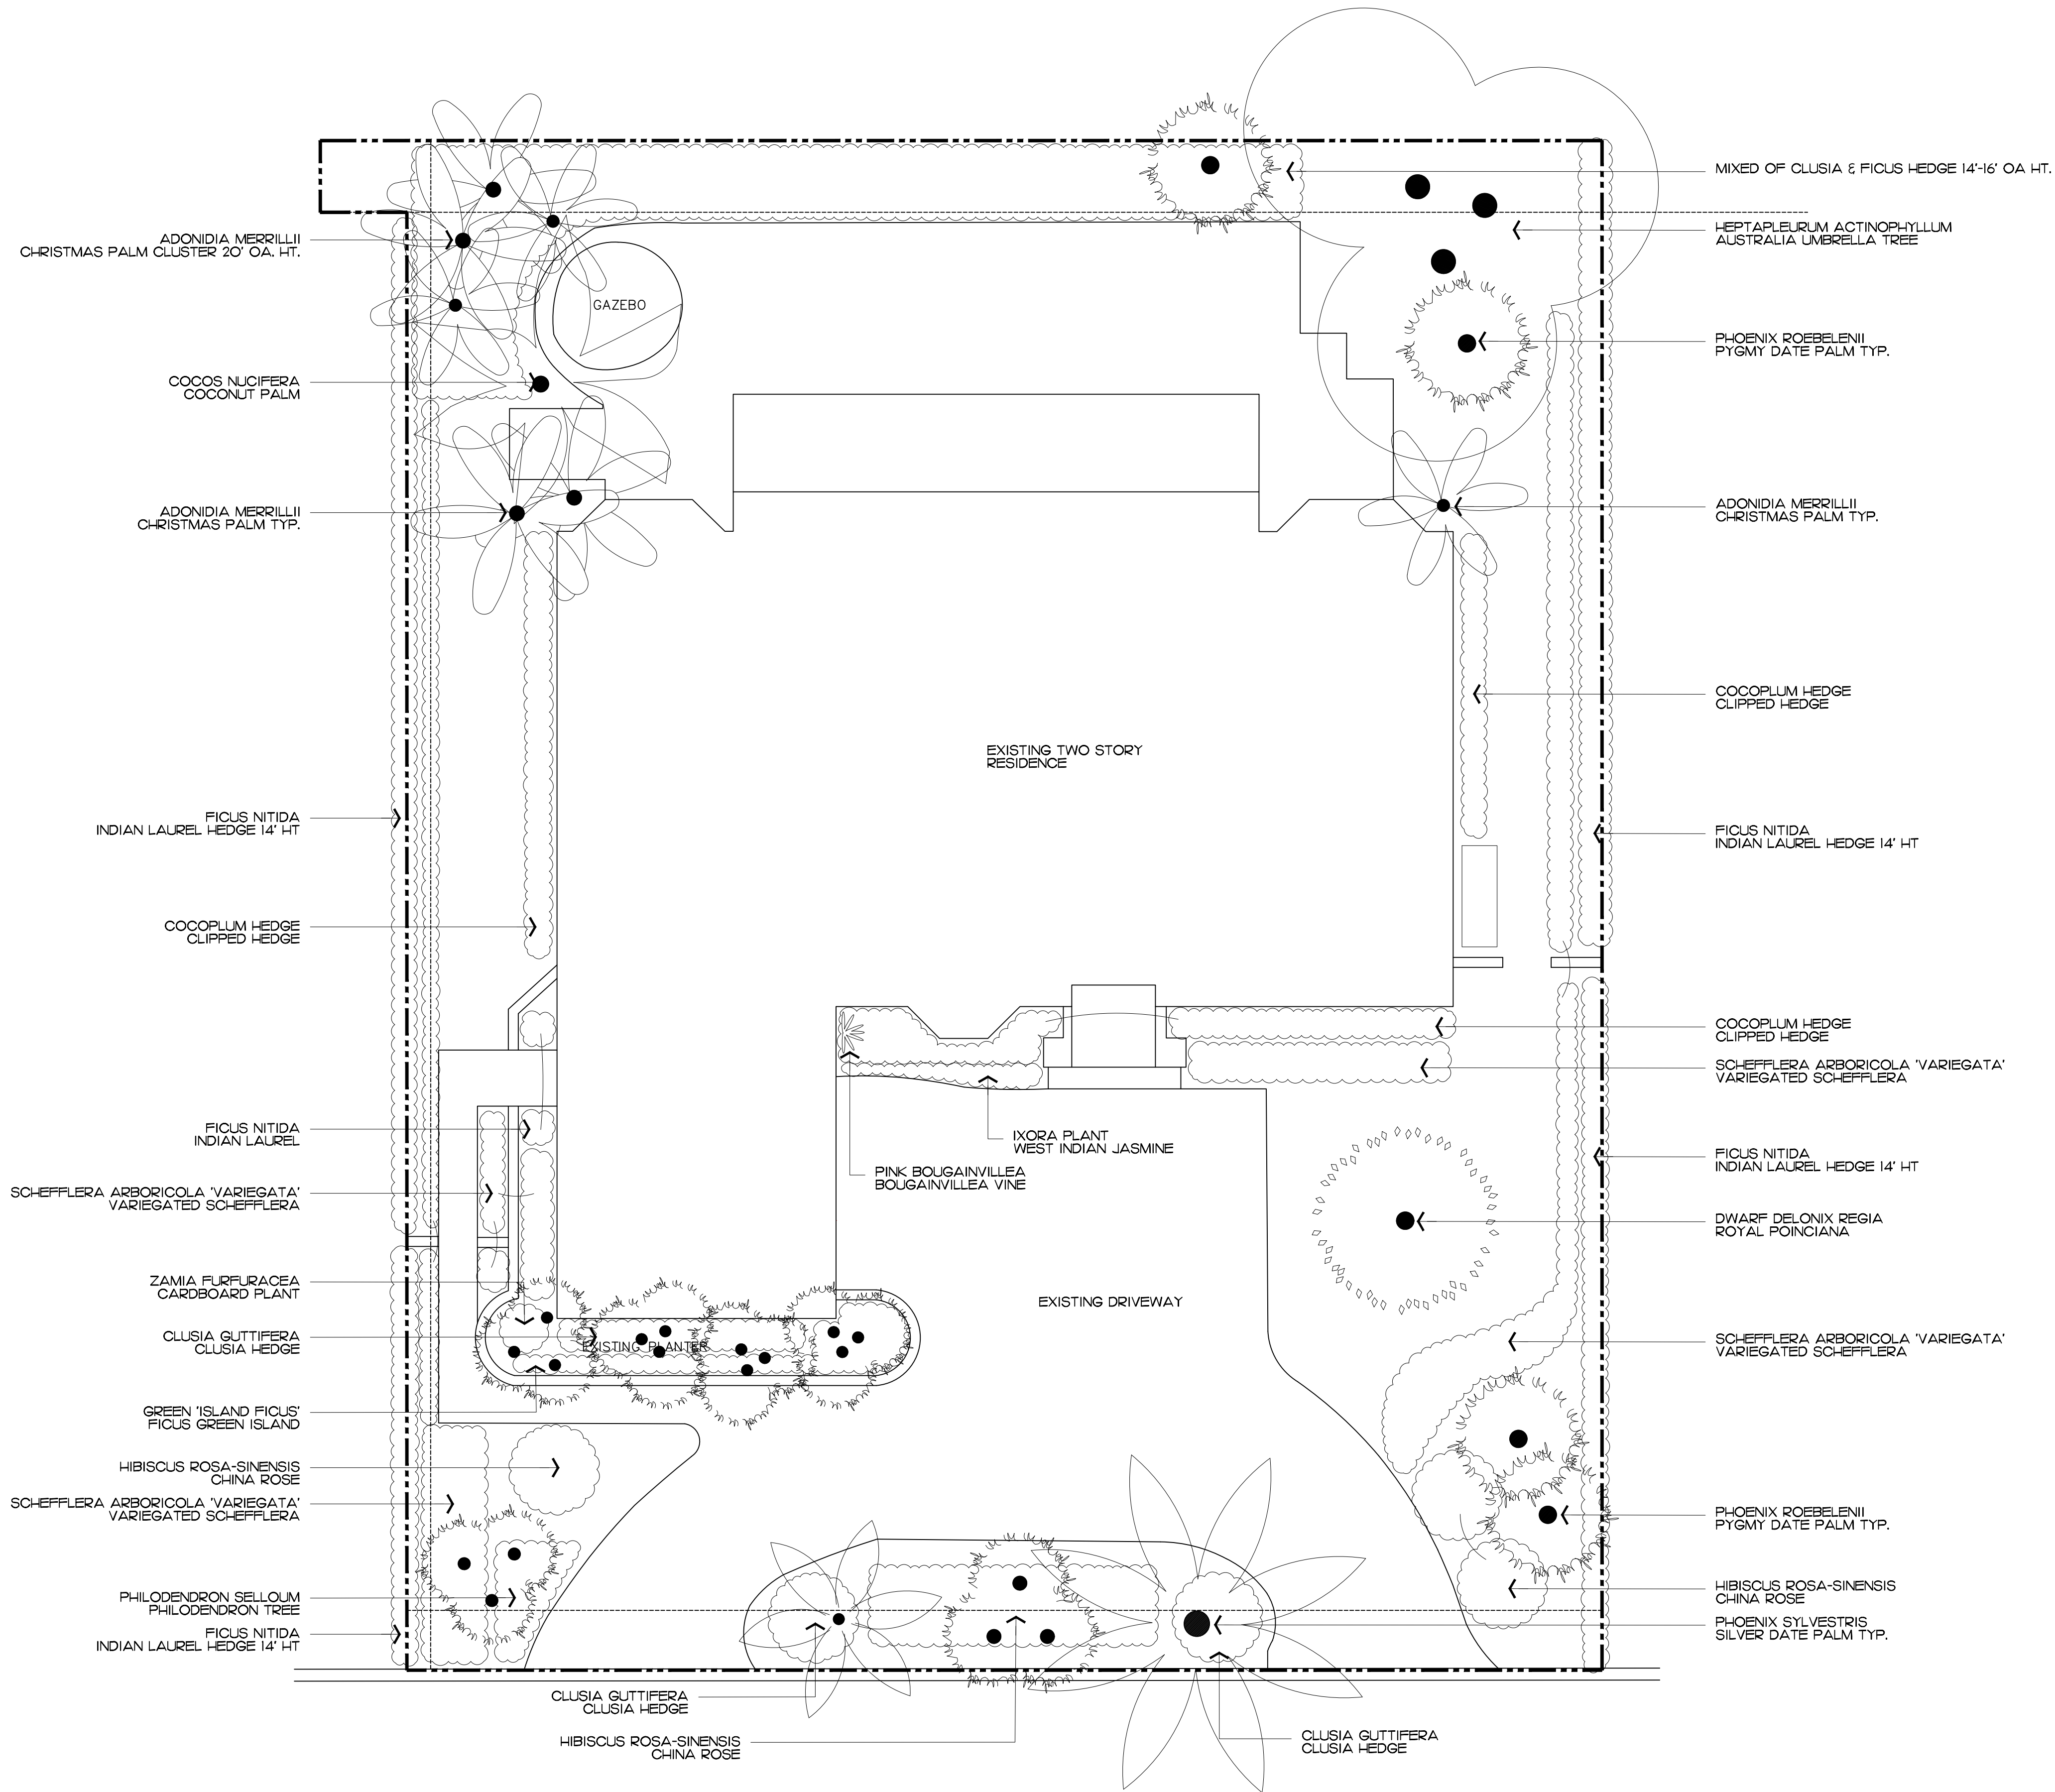 MIXED OF CLUSIA & FICUS HEDGE 14'-16' OA HT.
HEPTAPLEURUM ACTINOPHYLLUM
AUSTRALIA UMBRELLA TREE
ADONIDIA MERRILLII
CHRISTMAS PALM CLUSTER 20' OA. HT.
GAZEBO
PHOENIX ROEBELENII
PYGMY DATE PALM TYP.
COCOS NUCIFERA
COCONUT PALM
ADONIDIA MERRILLII
CHRISTMAS PALM TYP.
ADONIDIA MERRILLII
CHRISTMAS PALM TYP.
COCOPLUM HEDGE
CLIPPED HEDGE
EXISTING TWO STORY
RESIDENCE
FICUS NITIDA
INDIAN LAUREL HEDGE 14' HT
FICUS NITIDA
INDIAN LAUREL HEDGE 14' HT
COCOPLUM HEDGE
CLIPPED HEDGE
COCOPLUM HEDGE
CLIPPED HEDGE
SCHEFFLERA ARBORICOLA 'VARIEGATA'
VARIEGATED SCHEFFLERA
FICUS NITIDA
INDIAN LAUREL
IXORA PLANT
WEST INDIAN JASMINE
FICUS NITIDA
INDIAN LAUREL HEDGE 14' HT
PINK BOUGAINVILLEA
BOUGAINVILLEA VINE
SCHEFFLERA ARBORICOLA 'VARIEGATA'
VARIEGATED SCHEFFLERA
DWARF DELONIX REGIA
ROYAL POINCIANA
ZAMIA FURFURACEA
CARDBOARD PLANT
EXISTING DRIVEWAY
CLUSIA GUTTIFERA
CLUSIA HEDGE
EXISTING PLANTER
SCHEFFLERA ARBORICOLA 'VARIEGATA'
VARIEGATED SCHEFFLERA
GREEN 'ISLAND FICUS'
FICUS GREEN ISLAND
HIBISCUS ROSA-SINENSIS
CHINA ROSE
SCHEFFLERA ARBORICOLA 'VARIEGATA'
VARIEGATED SCHEFFLERA
PHOENIX ROEBELENII
PYGMY DATE PALM TYP.
PHILODENDRON SELLOUM
PHILODENDRON TREE
HIBISCUS ROSA-SINENSIS
CHINA ROSE
FICUS NITIDA
INDIAN LAUREL HEDGE 14' HT
PHOENIX SYLVESTRIS
SILVER DATE PALM TYP.
CLUSIA GUTTIFERA
CLUSIA HEDGE
HIBISCUS ROSA-SINENSIS
CHINA ROSE
CLUSIA GUTTIFERA
CLUSIA HEDGE